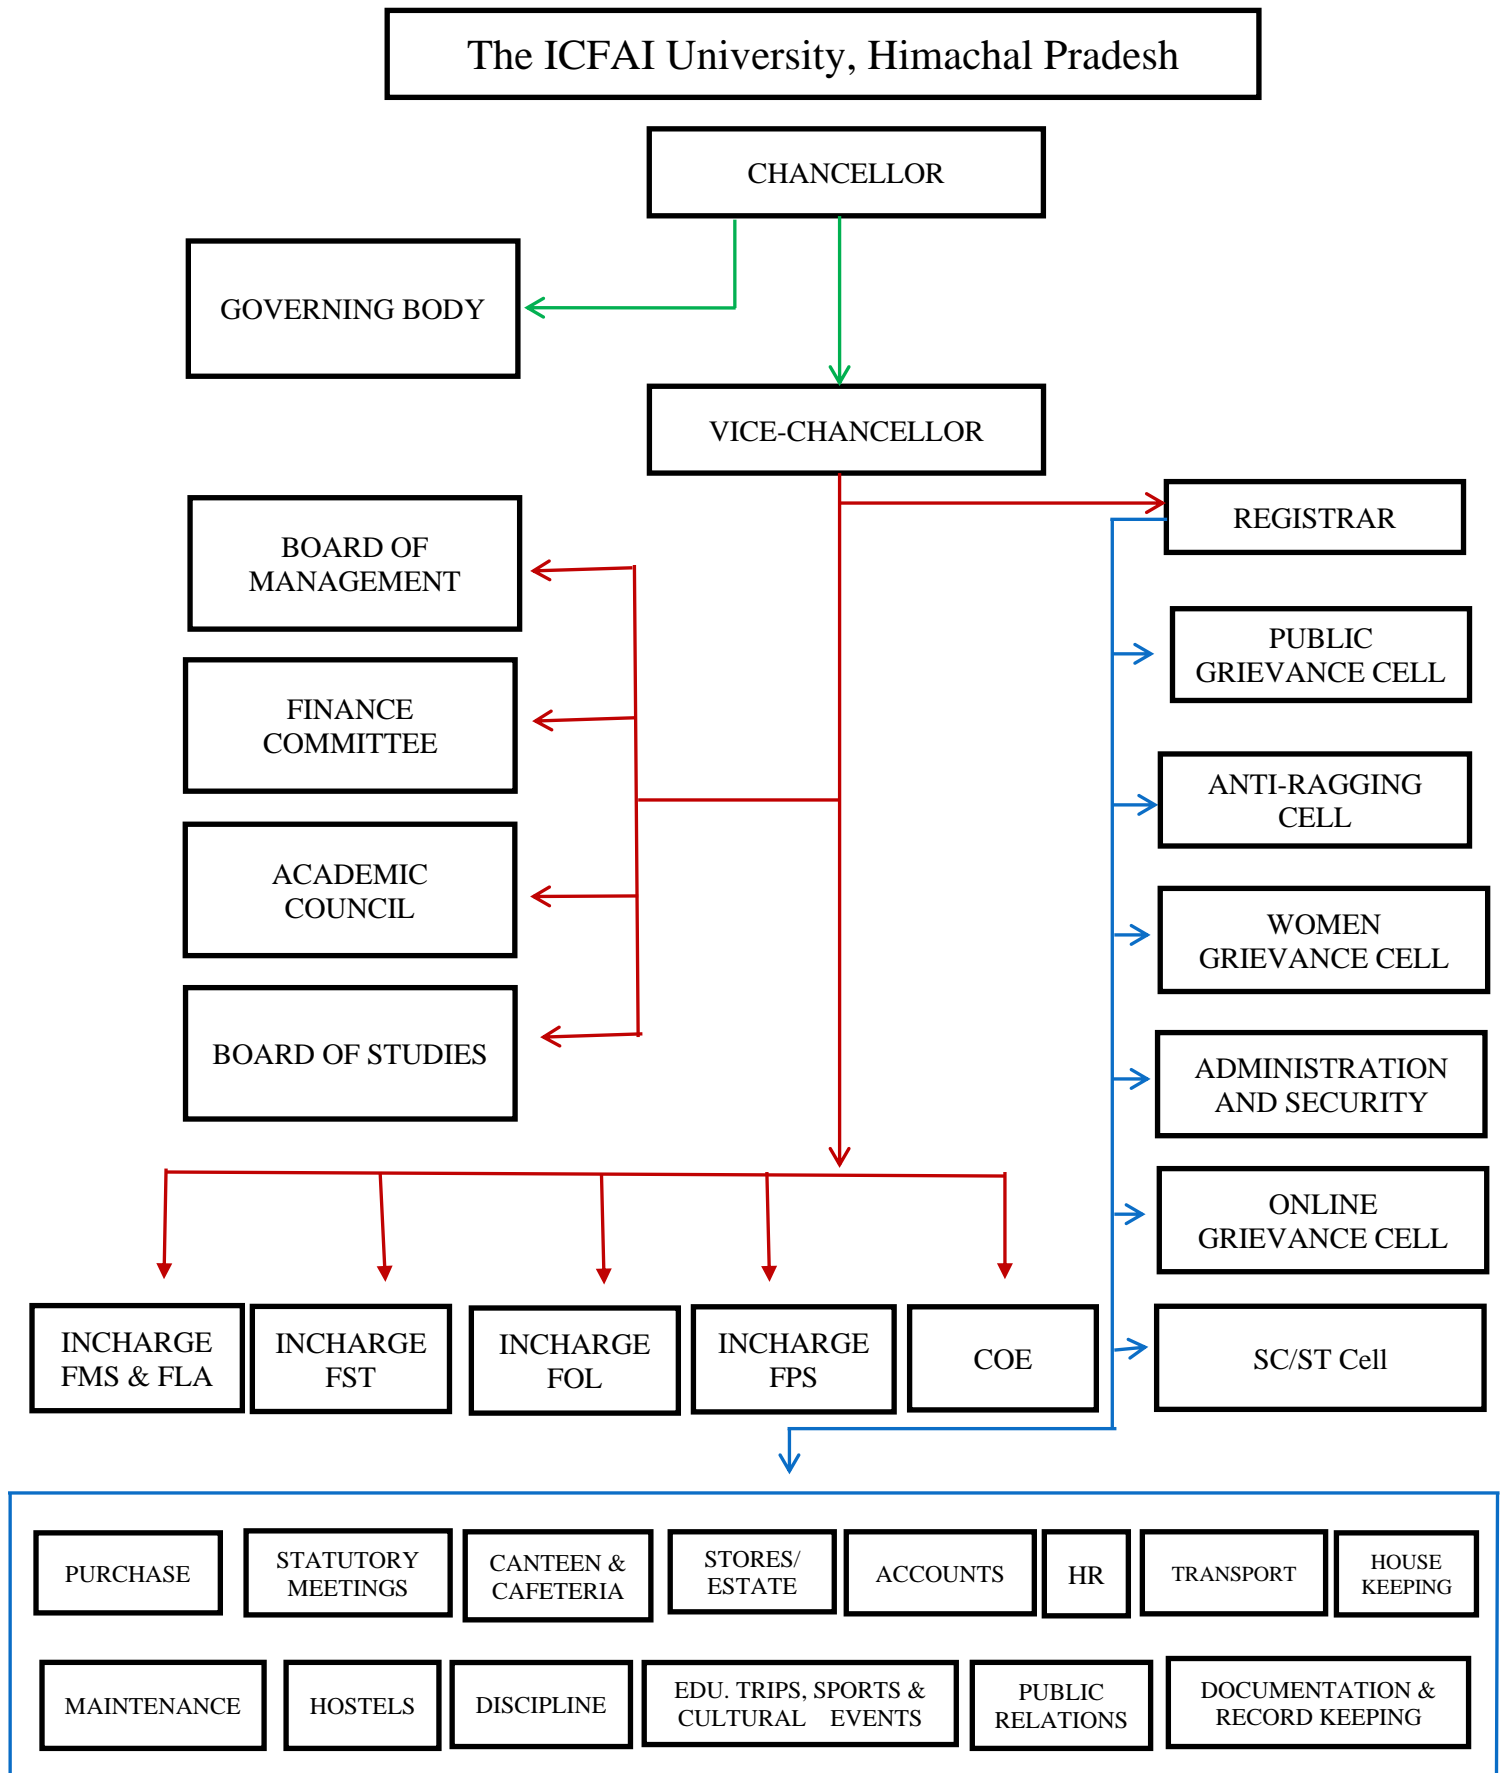 The ICFAI University, Himachal Pradesh
CHANCELLOR
GOVERNING BODY
VICE-CHANCELLOR
REGISTRAR
BOARD OF
MANAGEMENT
FINANCE
COMMITTEE
ACADEMIC
COUNCIL
BOARD OF STUDIES
PUBLIC
GRIEVANCE CELL
ANTI-RAGGING
CELL
WOMEN
GRIEVANCE CELL
ADMINISTRATION
AND SECURITY
ONLINE
GRIEVANCE CELL
SC/ST Cell
INCHARGE
FMS & FLA
INCHARGE
FST
INCHARGE
FOL
INCHARGE
FPS
COE
PURCHASE
STATUTORY
MEETINGS
CANTEEN &
CAFETERIA
STORES/
ESTATE
ACCOUNTS
HR
TRANSPORT
HOUSE
KEEPING
MAINTENANCE
HOSTELS
DISCIPLINE
EDU. TRIPS, SPORTS &
CULTURAL EVENTS
PUBLIC
RELATIONS
DOCUMENTATION &
RECORD KEEPING